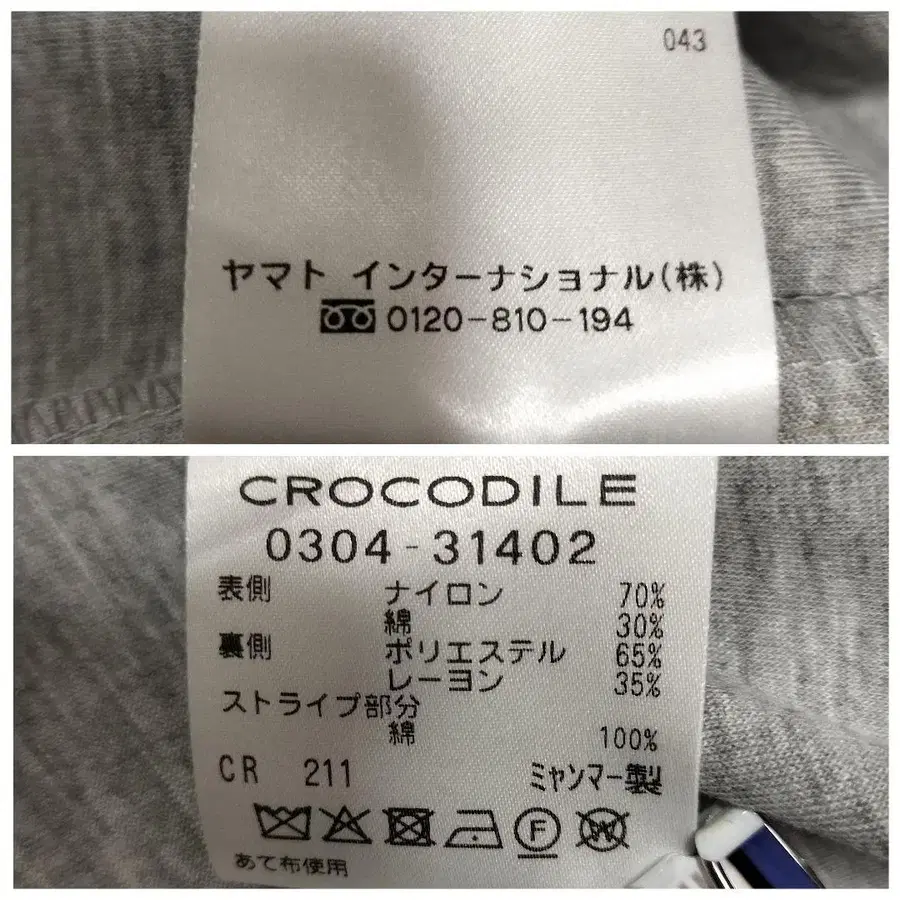 043
ヤマト インターナショナル(株)
0120-810-194
CROCODILE
0304-31402
表側 ナイロン 70%
綿 30%
裏側 ポリエステル 65%
レーヨン 35%
ストライプ部分
綿 100%
CR 211 ミャンマー製
F W
あて布使用